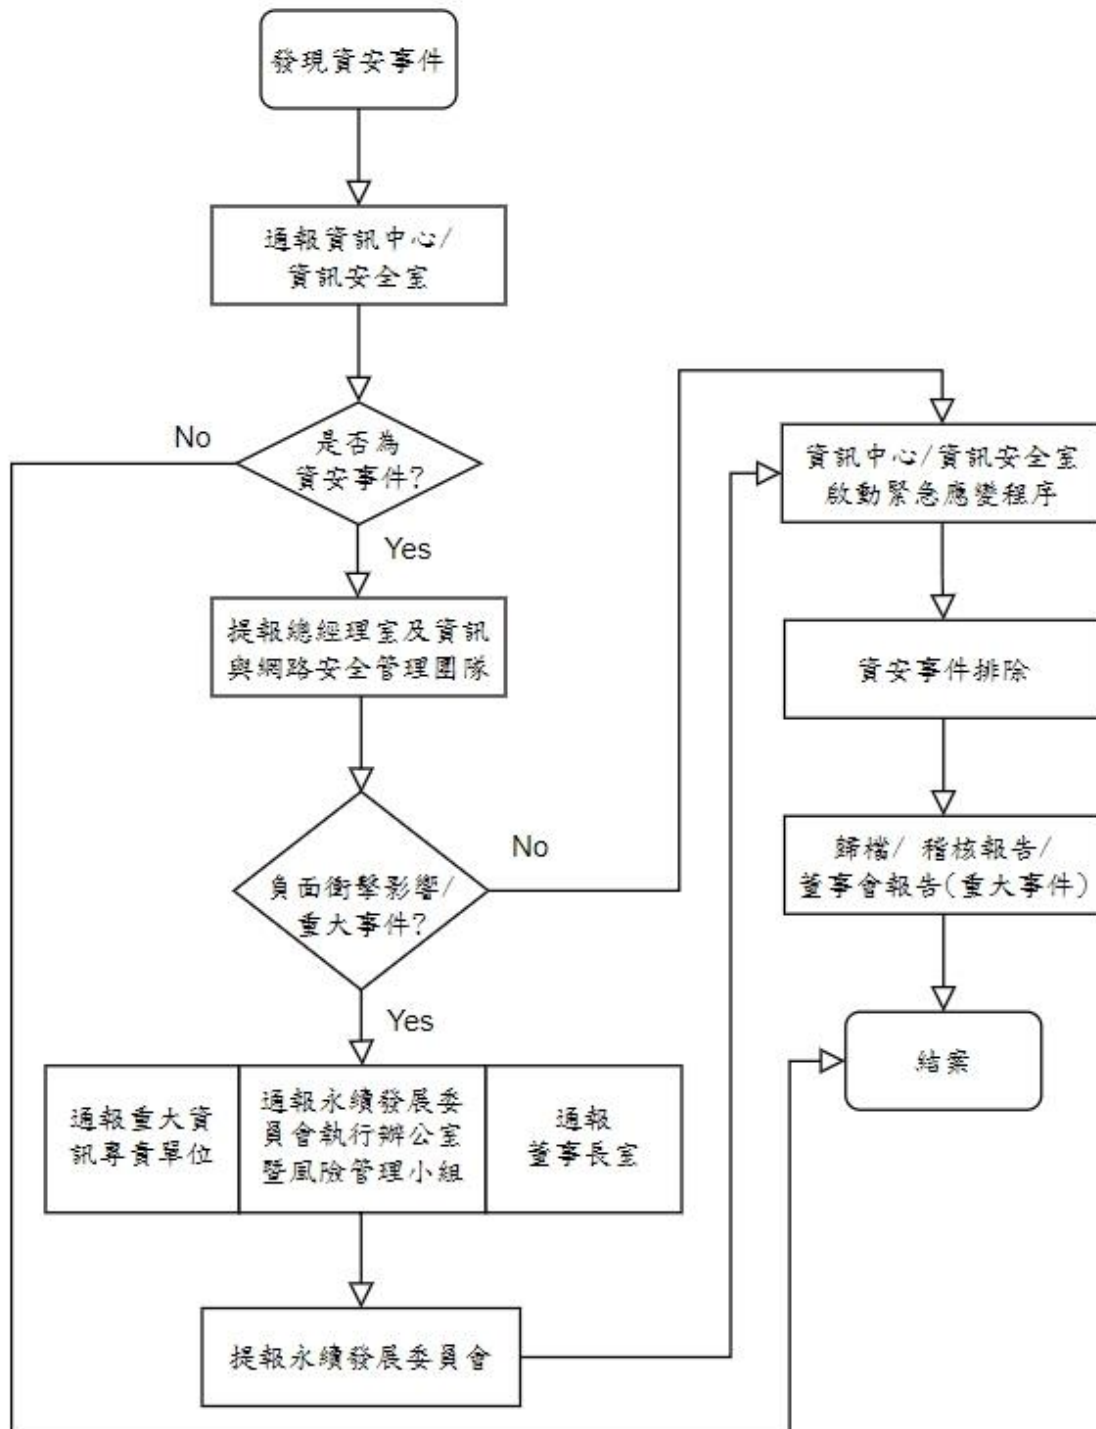 發現資安事件
通報資訊中心/
資訊安全室
是否為
資安事件?
No
Yes
提報總經理室及資訊
與網路安全管理團隊
負面衝擊影響/
重大事件?
No
Yes
通報重大資
訊專責單位
通報永續發展委
員會執行辦公室
暨風險管理小組
通報
董事長室
提報永續發展委員會
資訊中心/資訊安全室
啟動緊急應變程序
資安事件排除
歸檔/ 稽核報告/
董事會報告(重大事件)
結案